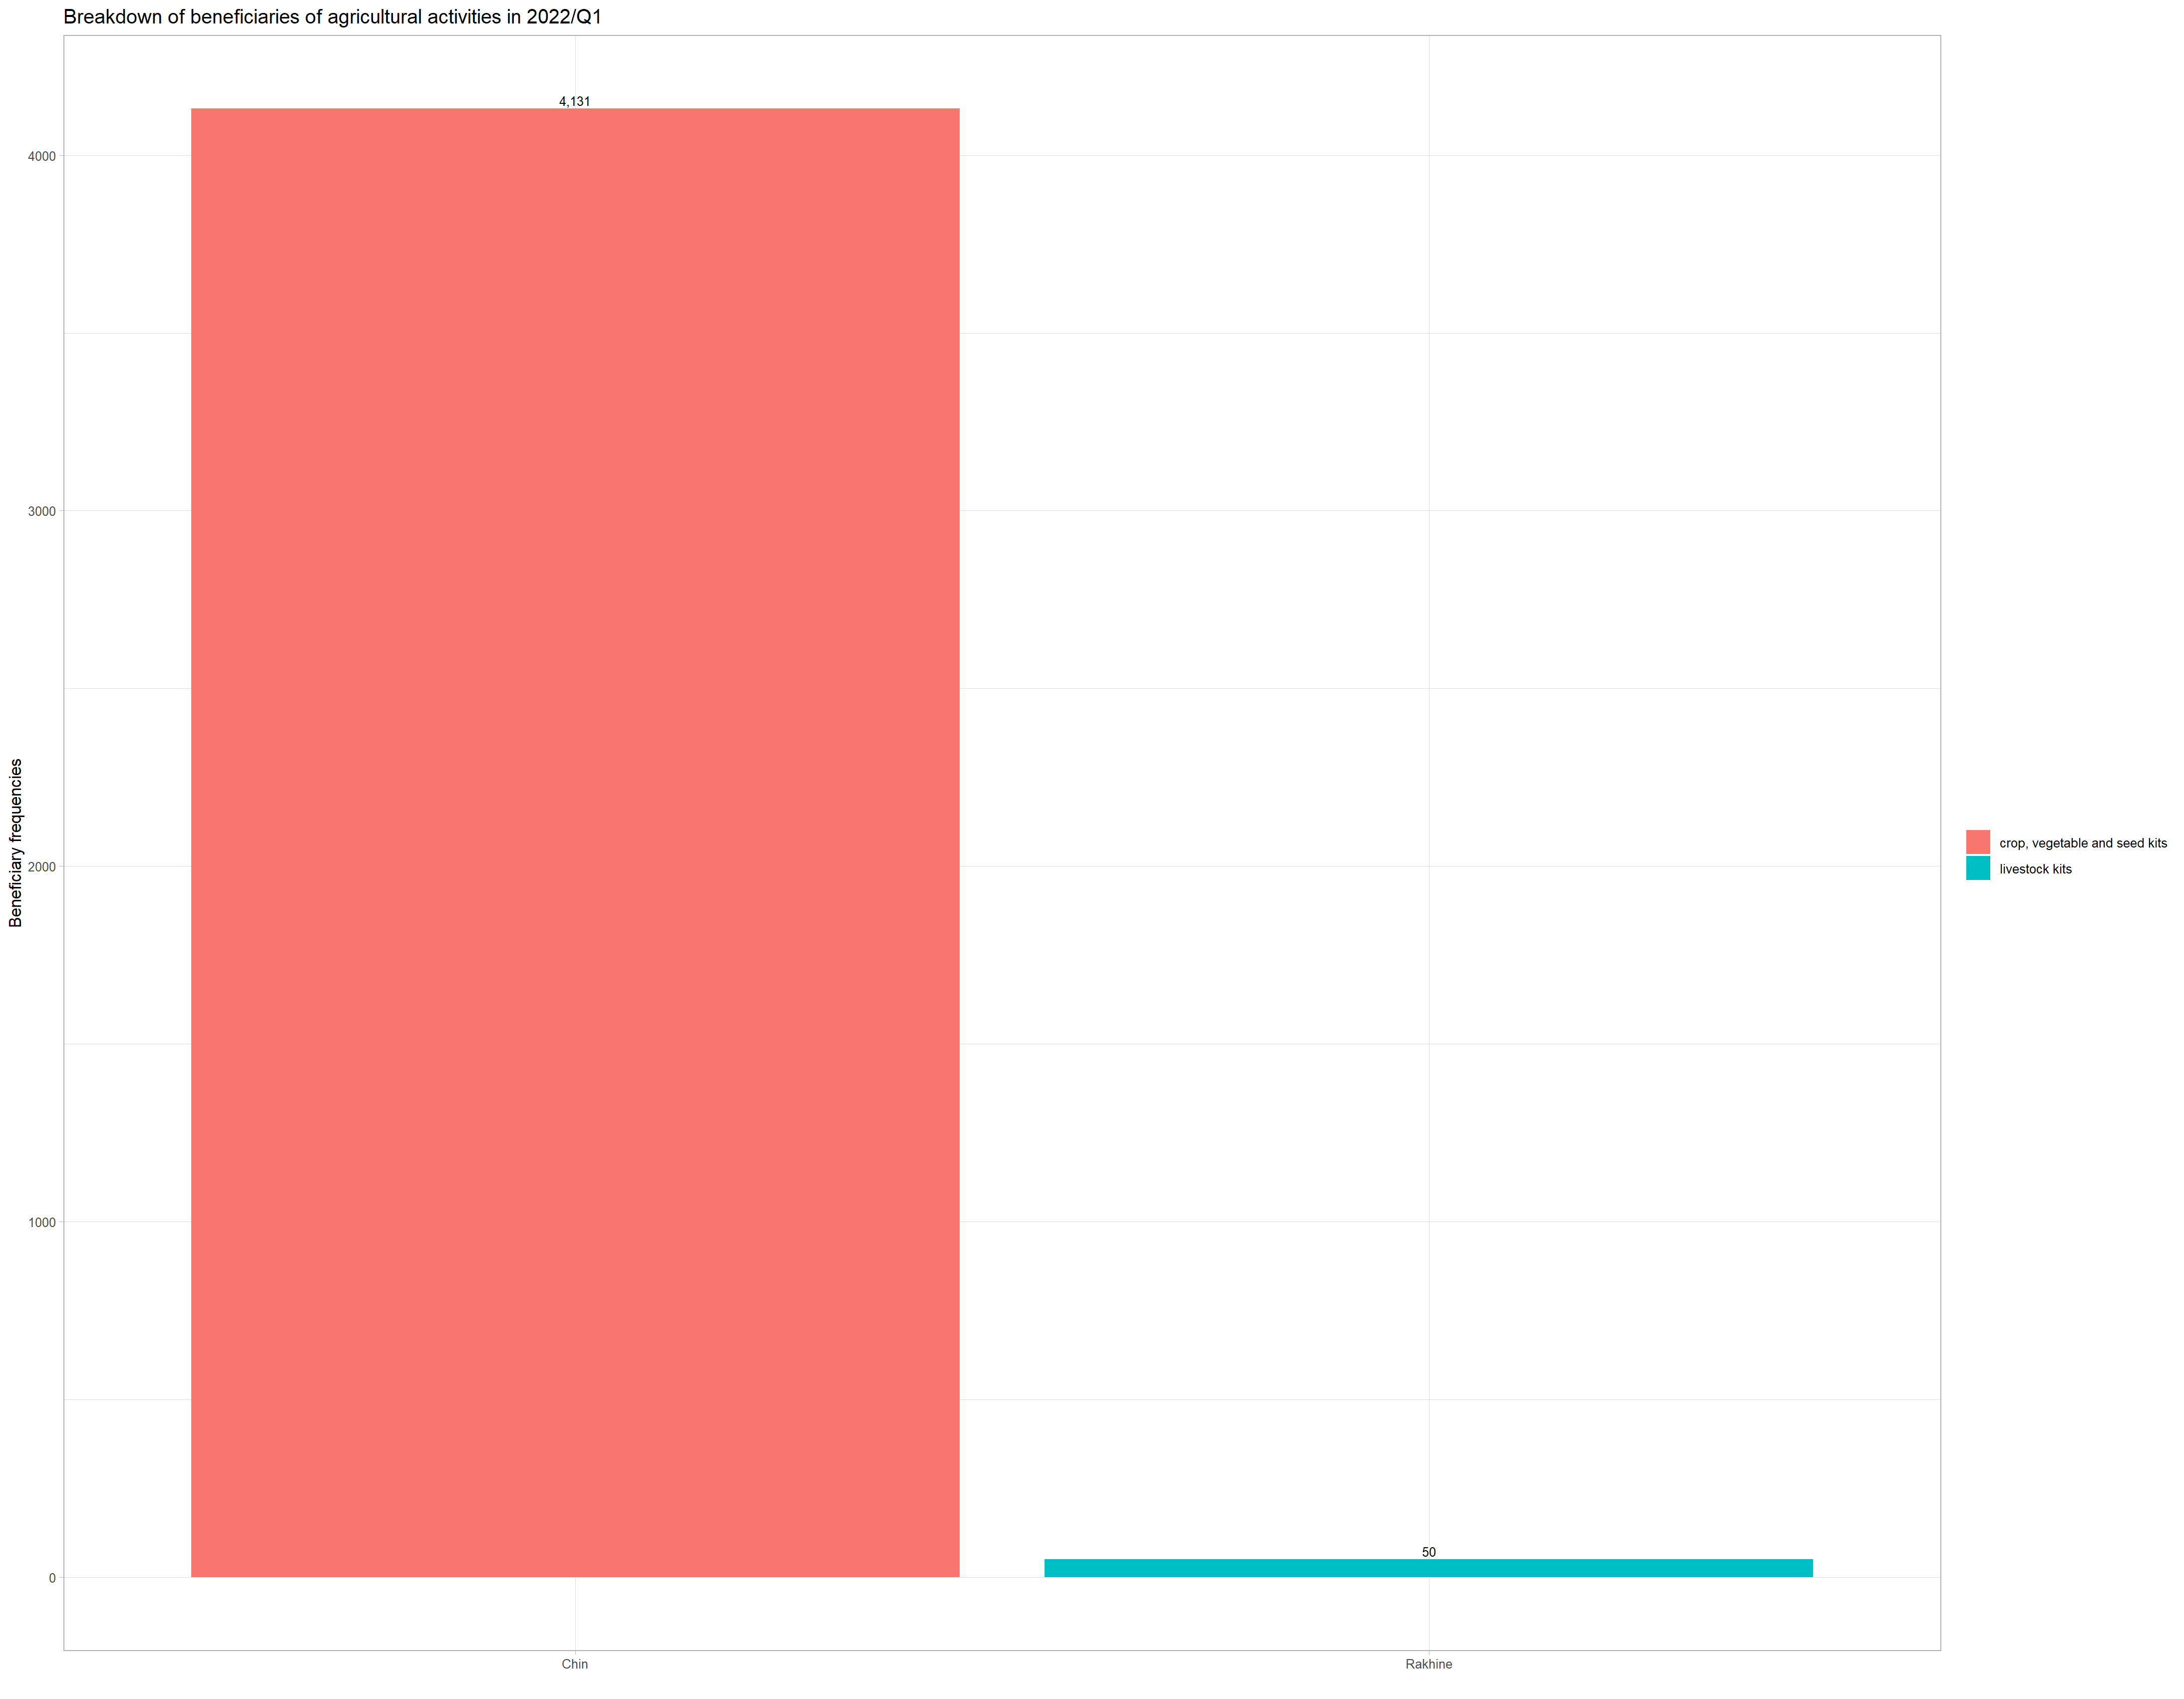 Breakdown of beneficiaries of agricultural activities in 2022/Q1
Beneficiary frequencies
4000
3000
2000
1000
0
4,131
50
Chin
Rakhine
crop, vegetable and seed kits
livestock kits